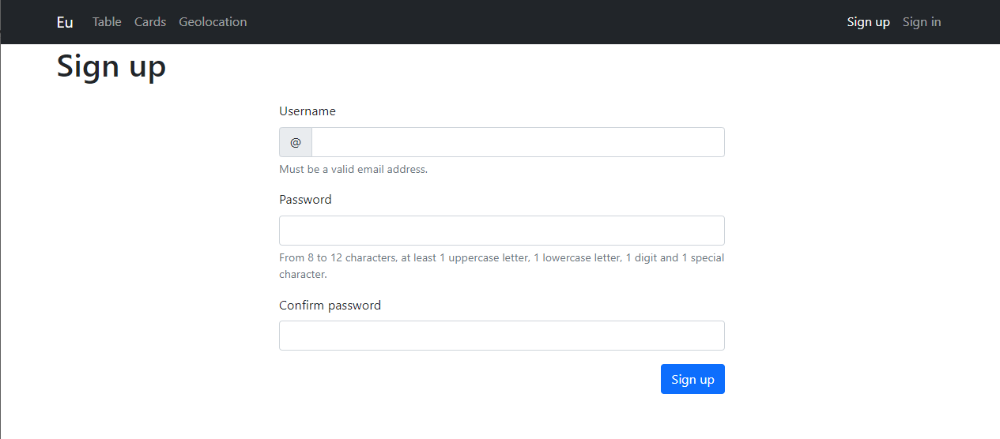 Eu Table Cards Geolocation Sign up Sign in
Sign up
Username
@
Must be a valid email address.
Password
From 8 to 12 characters, at least 1 uppercase letter, 1 lowercase letter, 1 digit and 1 special
character.
Confirm password
Sign up